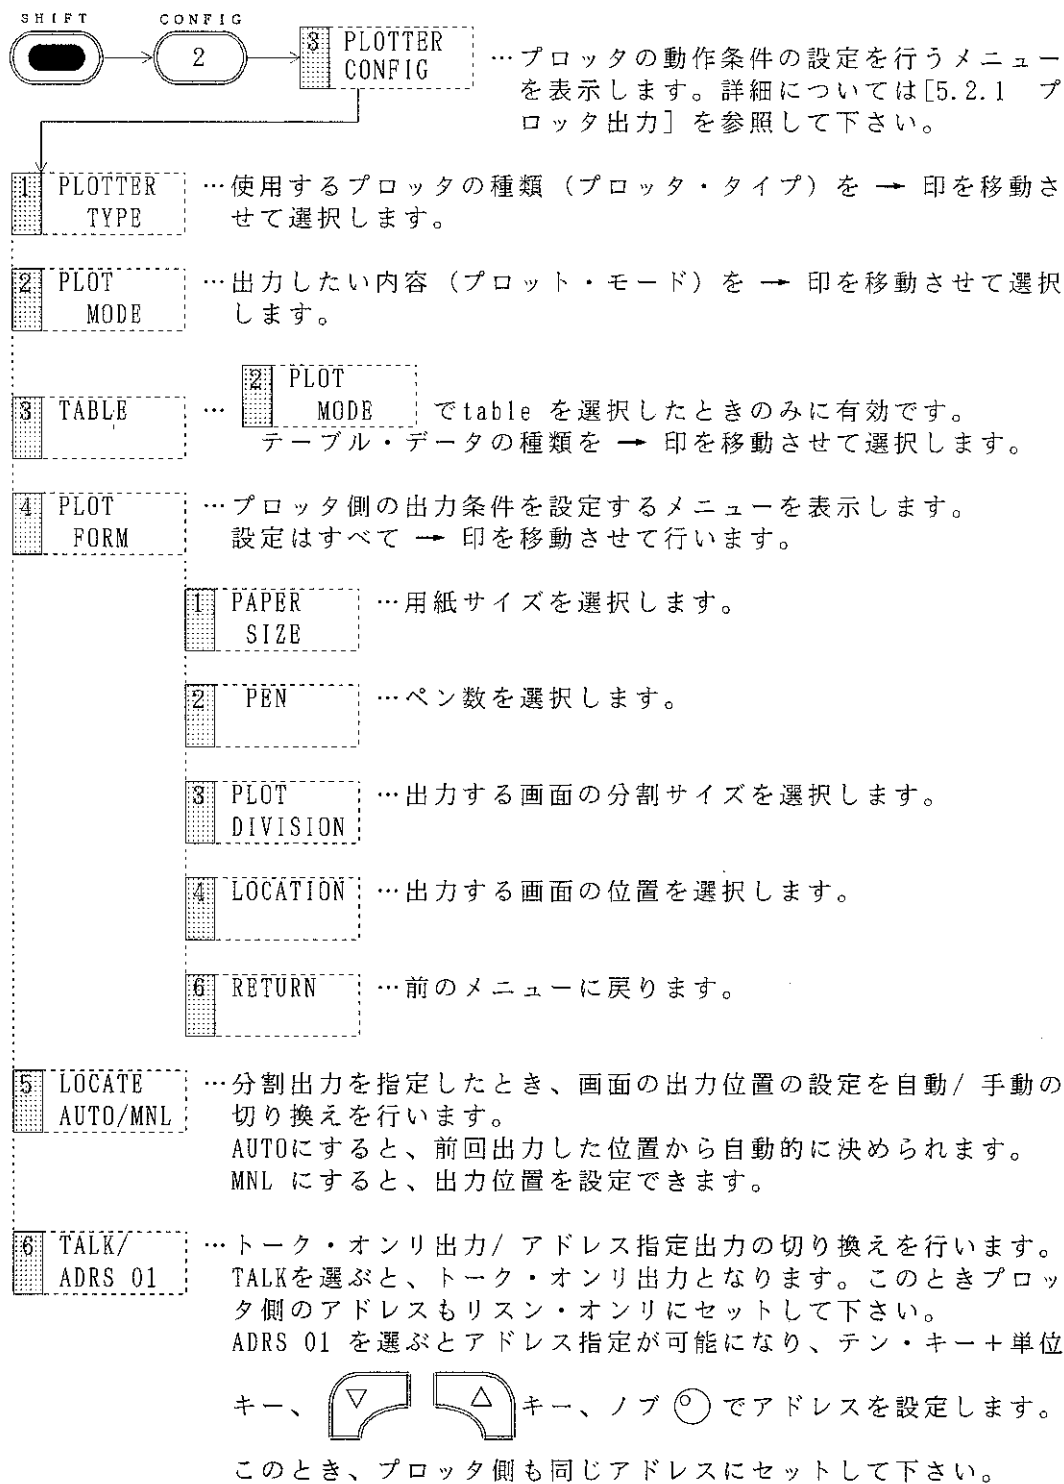 SHIFT CONFIG
2
3 PLOTTER
CONFIG
…プロッタの動作条件の設定を行うメニュー
を表示します。詳細については[5.2.1 プ
ロッタ出力] を参照して下さい。
1 PLOTTER
TYPE
…使用するプロッタの種類（プロッタ・タイプ）を → 印を移動さ
せて選択します。
2 PLOT
MODE
…出力したい内容（プロット・モード）を → 印を移動させて選択
します。
3 TABLE
…
2 PLOT
MODE
でtable を選択したときのみに有効です。
テーブル・データの種類を → 印を移動させて選択します。
4 PLOT
FORM
…プロッタ側の出力条件を設定するメニューを表示します。
設定はすべて → 印を移動させて行います。
1 PAPER
SIZE
…用紙サイズを選択します。
2 PEN
…ペン数を選択します。
3 PLOT
DIVISION
…出力する画面の分割サイズを選択します。
4 LOCATION
…出力する画面の位置を選択します。
6 RETURN
…前のメニューに戻ります。
5 LOCATE
AUTO/MNL
…分割出力を指定したとき、画面の出力位置の設定を自動/ 手動の
切り換えを行います。
AUTOにすると、前回出力した位置から自動的に決められます。
MNL にすると、出力位置を設定できます。
6 TALK/
ADRS 01
…トーク・オンリ出力/ アドレス指定出力の切り換えを行います。
TALKを選ぶと、トーク・オンリ出力となります。このときプロッ
タ側のアドレスもリスン・オンリにセットして下さい。
ADRS 01 を選ぶとアドレス指定が可能になり、テン・キー＋単位
キー、 ▽ △ キー、ノブ でアドレスを設定します。
このとき、プロッタ側も同じアドレスにセットして下さい。